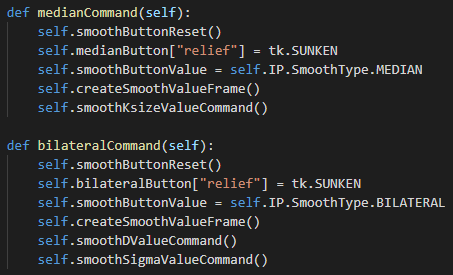 def medianCommand(self):
    self.smoothButtonReset()
    self.medianButton["relief"] = tk.SUNKEN
    self.smoothButtonValue = self.IP.SmoothType.MEDIAN
    self.createSmoothValueFrame()
    self.smoothKsizeValueCommand()

def bilateralCommand(self):
    self.smoothButtonReset()
    self.bilateralButton["relief"] = tk.SUNKEN
    self.smoothButtonValue = self.IP.SmoothType.BILATERAL
    self.createSmoothValueFrame()
    self.smoothDValueCommand()
    self.smoothSigmaValueCommand()